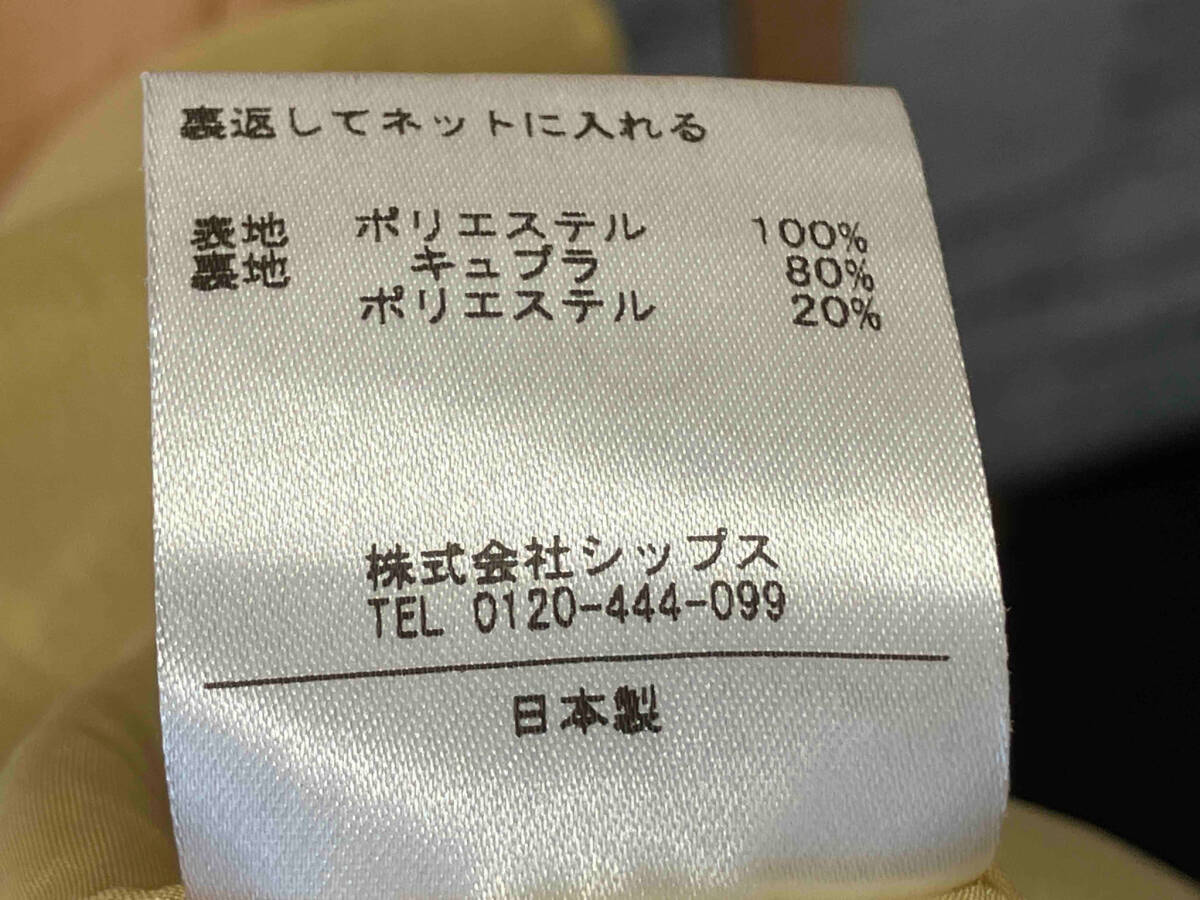 裏返してネットに入れる
表地 ポリエステル 100%
裏地 キュプラ 80%
ポリエステル 20%
株式会社シップス
TEL 0120-444-099
日本製